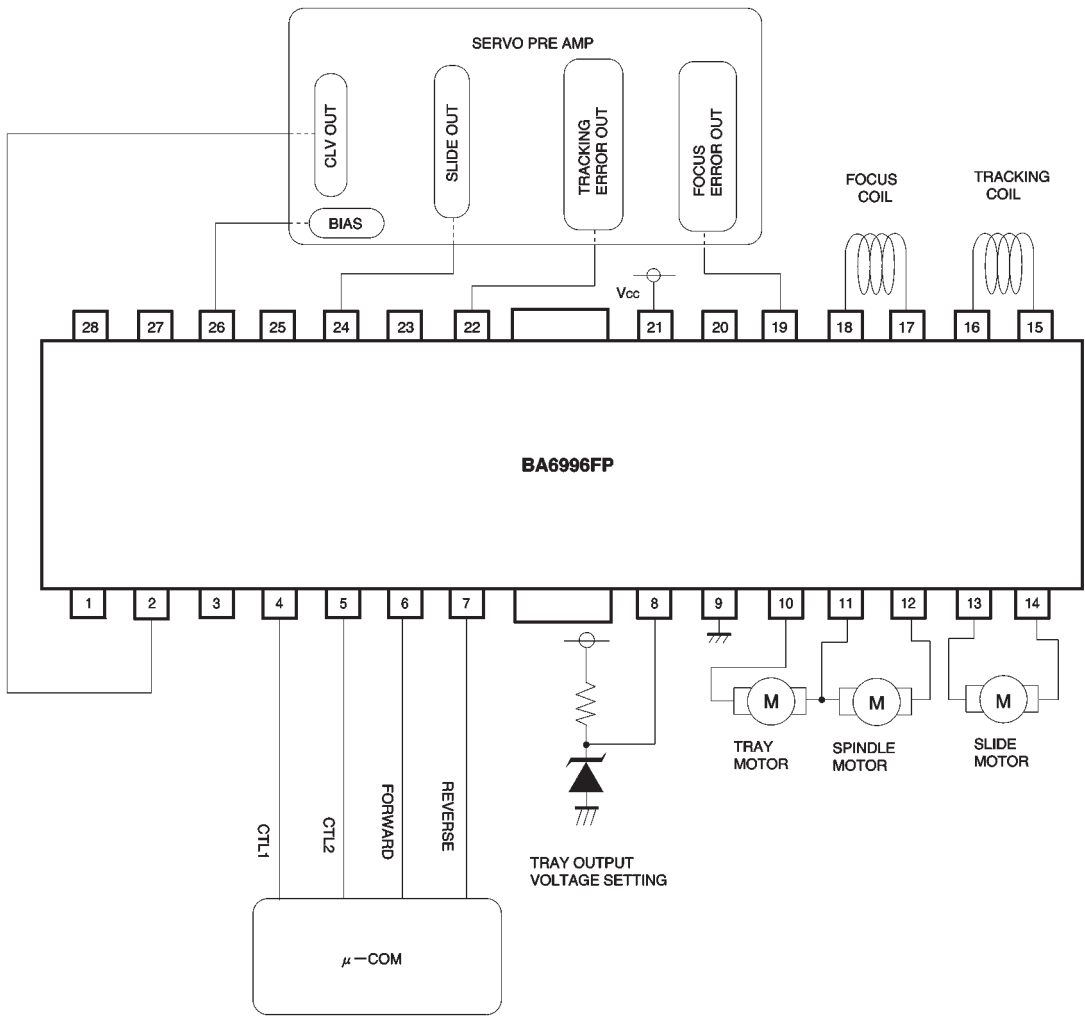 SERVO PRE AMP
CLV OUT
SLIDE OUT
TRACKING
ERROR OUT
FOCUS
ERROR OUT
BIAS
FOCUS
COIL
TRACKING
COIL
Vcc
28 27 26 25 24 23 22 21 20 19 18 17 16 15
BA6996FP
1 2 3 4 5 6 7 8 9 10 11 12 13 14
M M M
TRAY
MOTOR
SPINDLE
MOTOR
SLIDE
MOTOR
CTL1
CTL2
FORWARD
REVERSE
TRAY OUTPUT
VOLTAGE SETTING
μ−COM